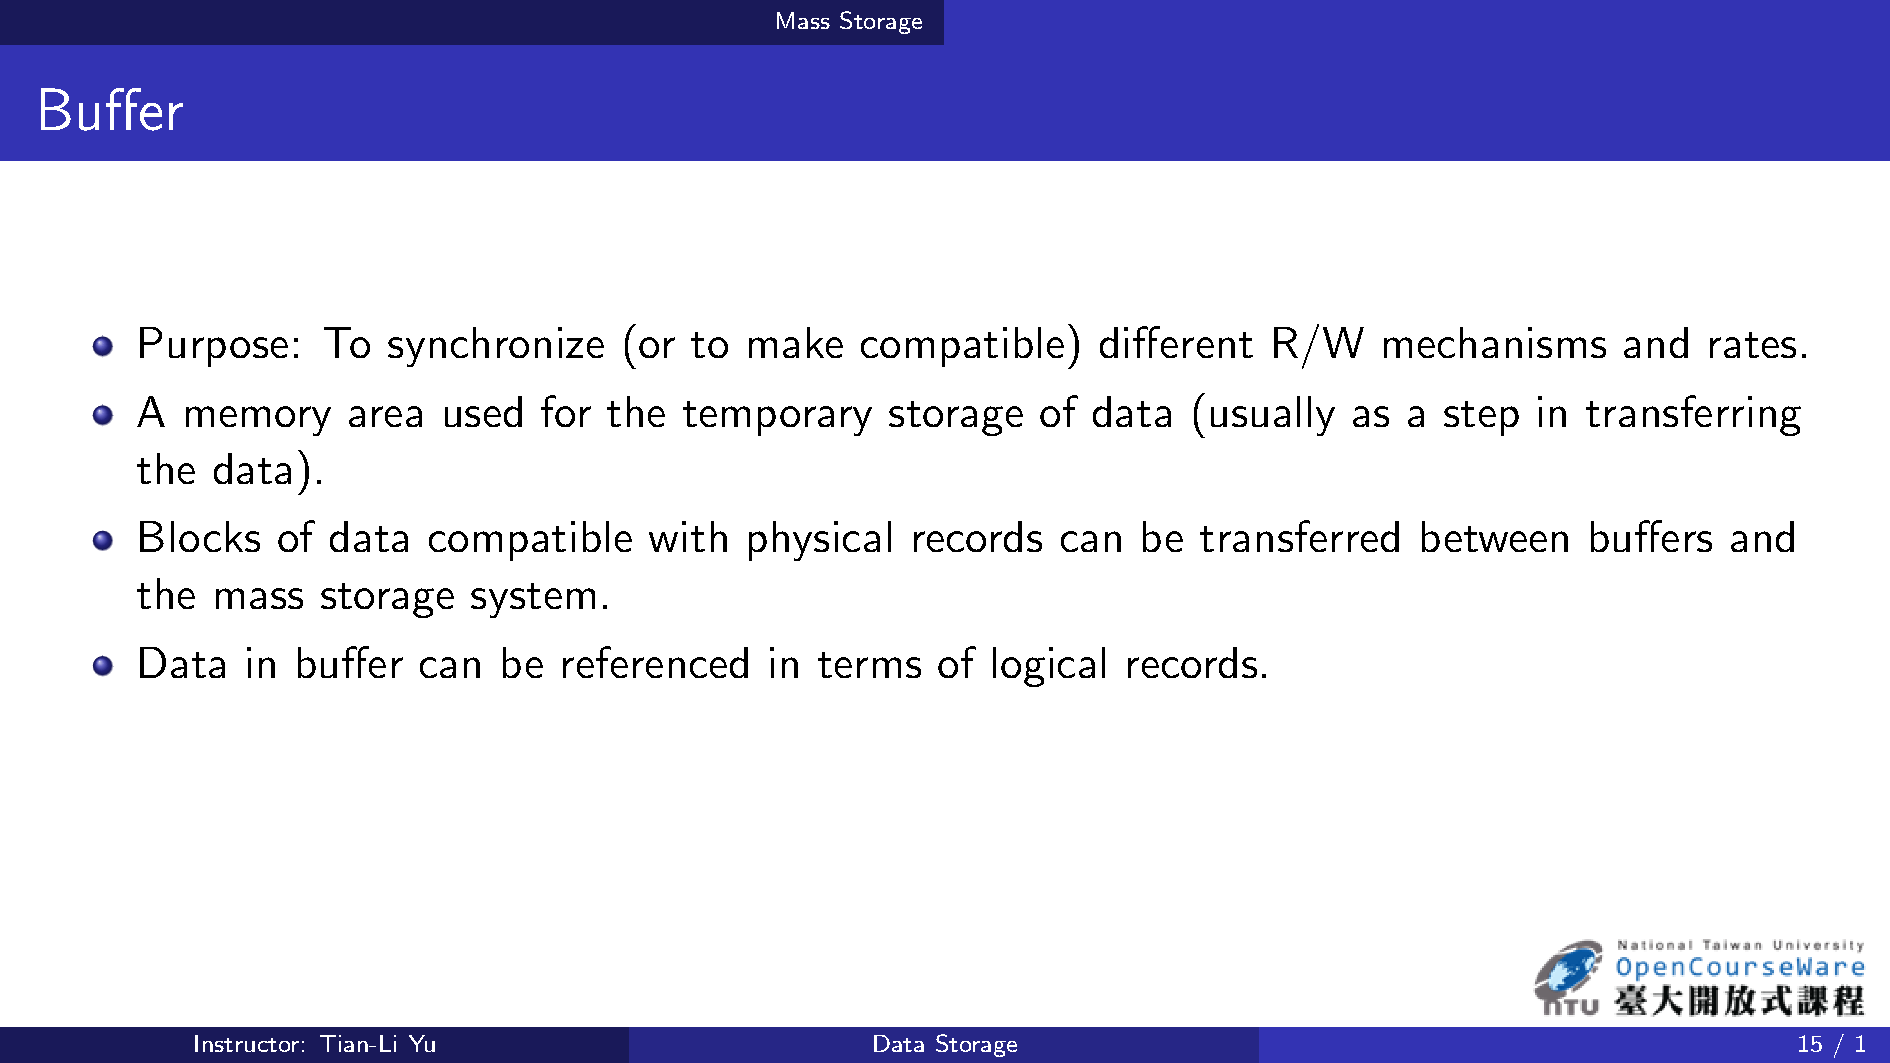 Mass Storage
Buffer
Purpose: To synchronize (or to make compatible) different R/W mechanisms and rates.
A memory area used for the temporary storage of data (usually as a step in transferring
the data).
Blocks of data compatible with physical records can be transferred between buffers and
the mass storage system.
Data in buffer can be referenced in terms of logical records.
National Taiwan University
OpenCourseWare
NTU 臺大開放式課程
Instructor: Tian-Li Yu
Data Storage
15 / 1